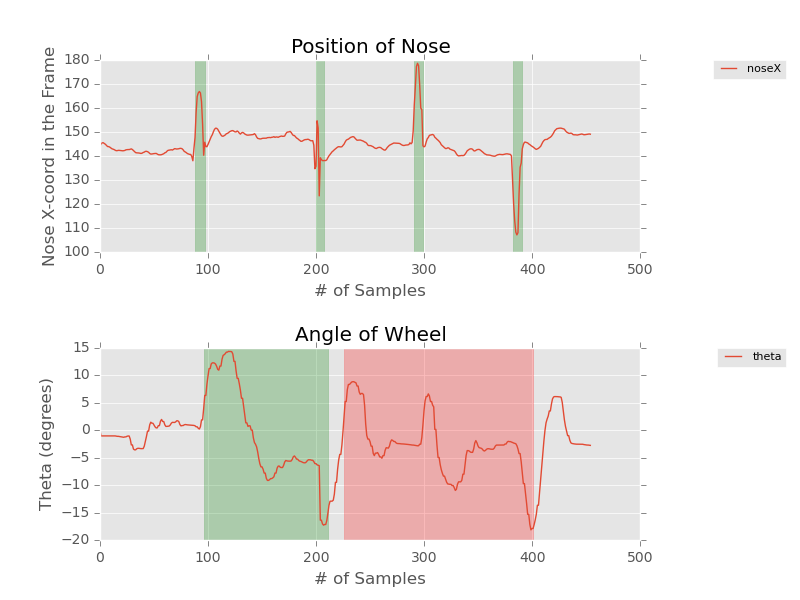 Position of Nose
180
170
160
150
140
130
120
110
100
Nose X-coord in the Frame
0 100 200 300 400 500
# of Samples
noseX
Angle of Wheel
15
10
5
0
−5
−10
−15
−20
Theta (degrees)
0 100 200 300 400 500
# of Samples
theta